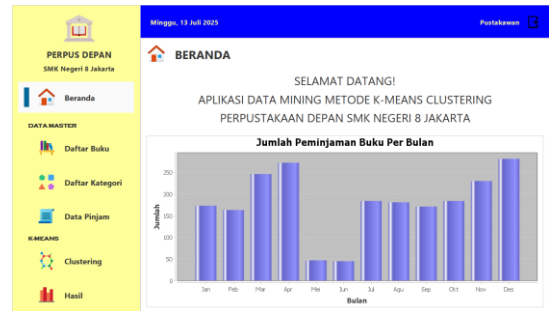 PERPUS DEPAN
SMK Negeri 8 Jakarta
Beranda
DATA MASTER
Daftar Buku
Daftar Kategori
Data Pinjam
K-MEANS
Clustering
Hasil
Minggu, 13 Juli 2025
Pustakawan
BERANDA
SELAMAT DATANG!
APLIKASI DATA MINING METODE K-MEANS CLUSTERING
PERPUSTAKAAN DEPAN SMK NEGERI 8 JAKARTA
Jumlah Peminjaman Buku Per Bulan
Jumlah
250
200
150
100
50
0
Jan Feb Mar Apr Mei Jun Jul Agu Sep Okt Nov Des
Bulan